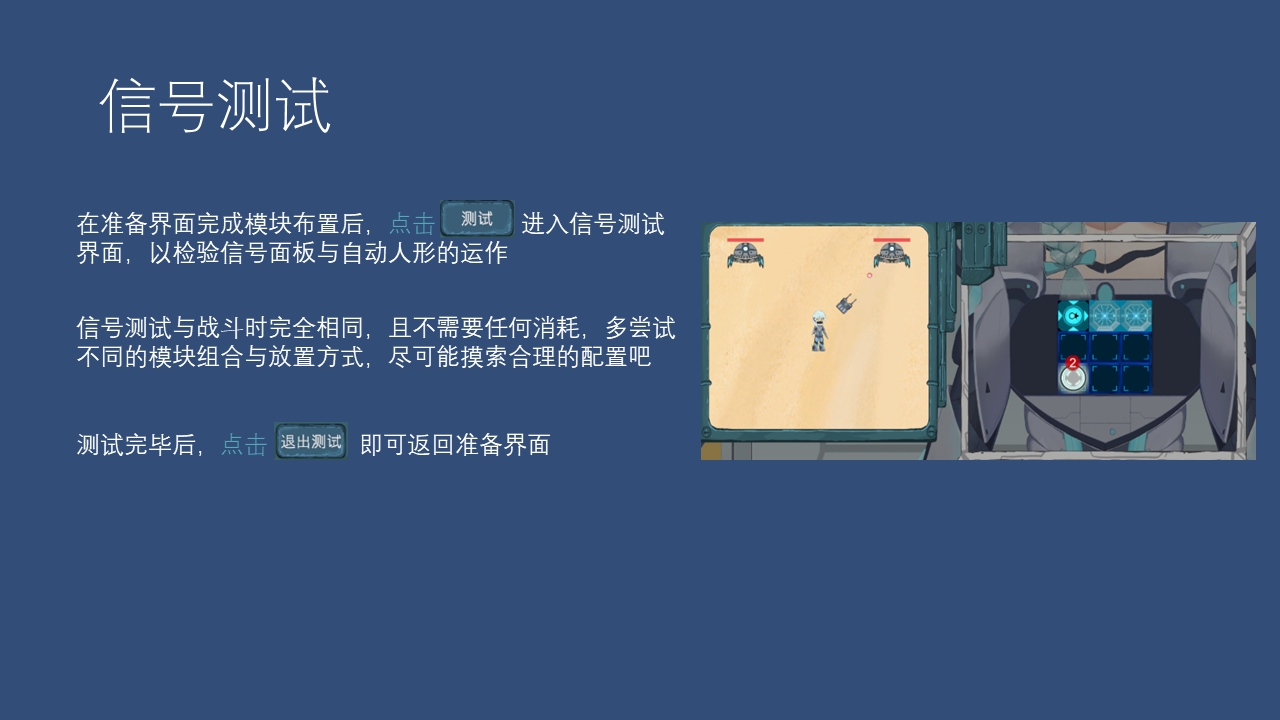 信号测试
在准备界面完成模块布置后，点击 测试 进入信号测试
界面，以检验信号面板与自动人形的运作
信号测试与战斗时完全相同，且不需要任何消耗，多尝试
不同的模块组合与放置方式，尽可能摸索合理的配置吧
测试完毕后，点击 退出测试 即可返回准备界面
2